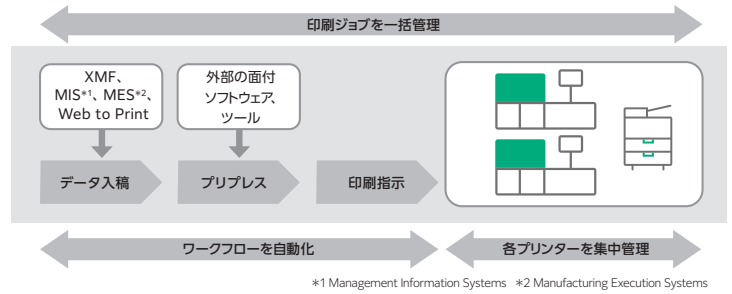 印刷ジョブを一括管理
XMF、
MIS*1、MES*2、
Web to Print
外部の面付
ソフトウェア、
ツール
データ入稿
プリプレス
印刷指示
ワークフローを自動化
各プリンターを集中管理
*1 Management Information Systems *2 Manufacturing Execution Systems